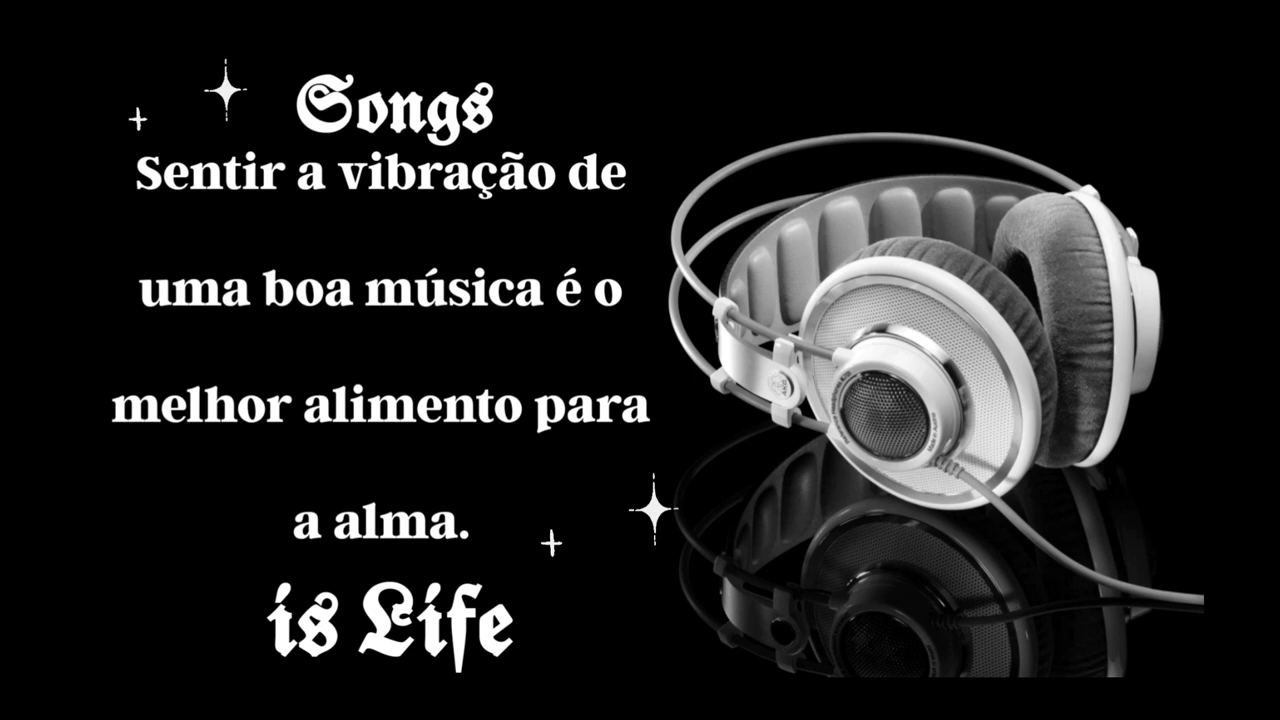 Songs
Sentir a vibração de
uma boa música é o
melhor alimento para
a alma.
is Life